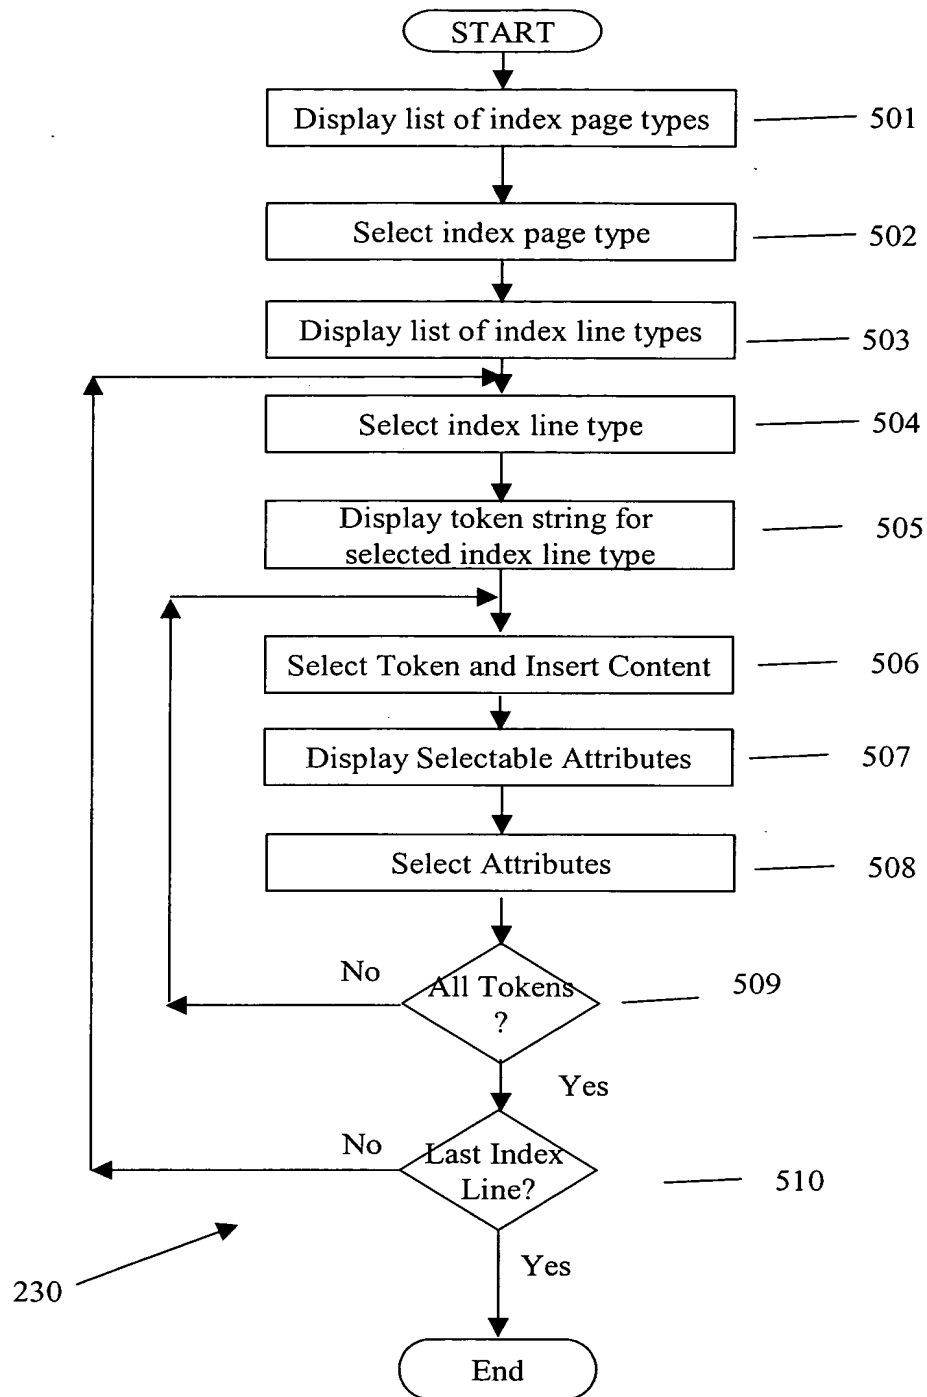 START
Display list of index page types
501
Select index page type
502
Display list of index line types
503
Select index line type
504
Display token string for
selected index line type
505
Select Token and Insert Content
506
Display Selectable Attributes
507
Select Attributes
508
No
All Tokens
?
509
Yes
No
Last Index
Line?
510
230
Yes
End